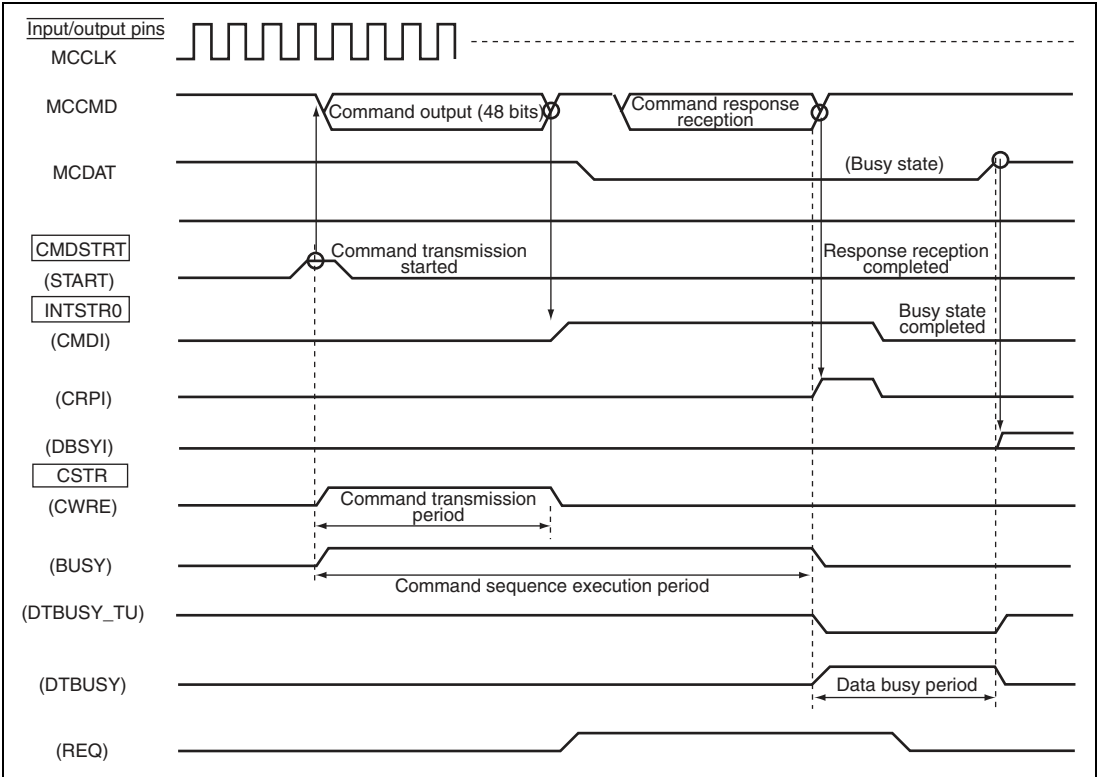 Input/output pins
MCCLK
MCCMD
Command output (48 bits)
Command response
reception
MCDAT
(Busy state)
CMDSTRT
(START)
Command transmission
started
Response reception
completed
INTSTR0
(CMDI)
Busy state
completed
(CRPI)
(DBSYI)
CSTR
(CWRE)
Command transmission
period
(BUSY)
Command sequence execution period
(DTBUSY_TU)
(DTBUSY)
Data busy period
(REQ)